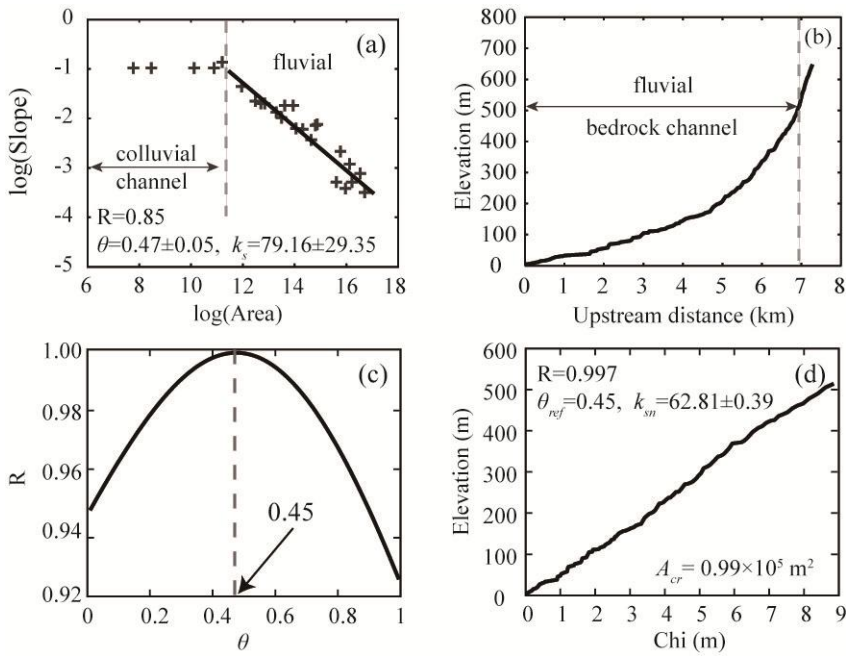 (a)
fluvial
colluvial
channel
R=0.85
θ=0.47±0.05, k_s=79.16±29.35
log(Slope)
0
-1
-2
-3
-4
-5
6 8 10 12 14 16 18
log(Area)
(b)
fluvial
bedrock channel
Elevation (m)
800
700
600
500
400
300
200
100
0
0 1 2 3 4 5 6 7 8
Upstream distance (km)
(c)
0.45
R
1.00
0.98
0.96
0.94
0.92
0 0.2 0.4 0.6 0.8 1
θ
(d)
R=0.997
θ_ref=0.45, k_sn=62.81±0.39
A_cr= 0.99×10⁵ m²
Elevation (m)
600
500
400
300
200
100
0
0 1 2 3 4 5 6 7 8 9
Chi (m)